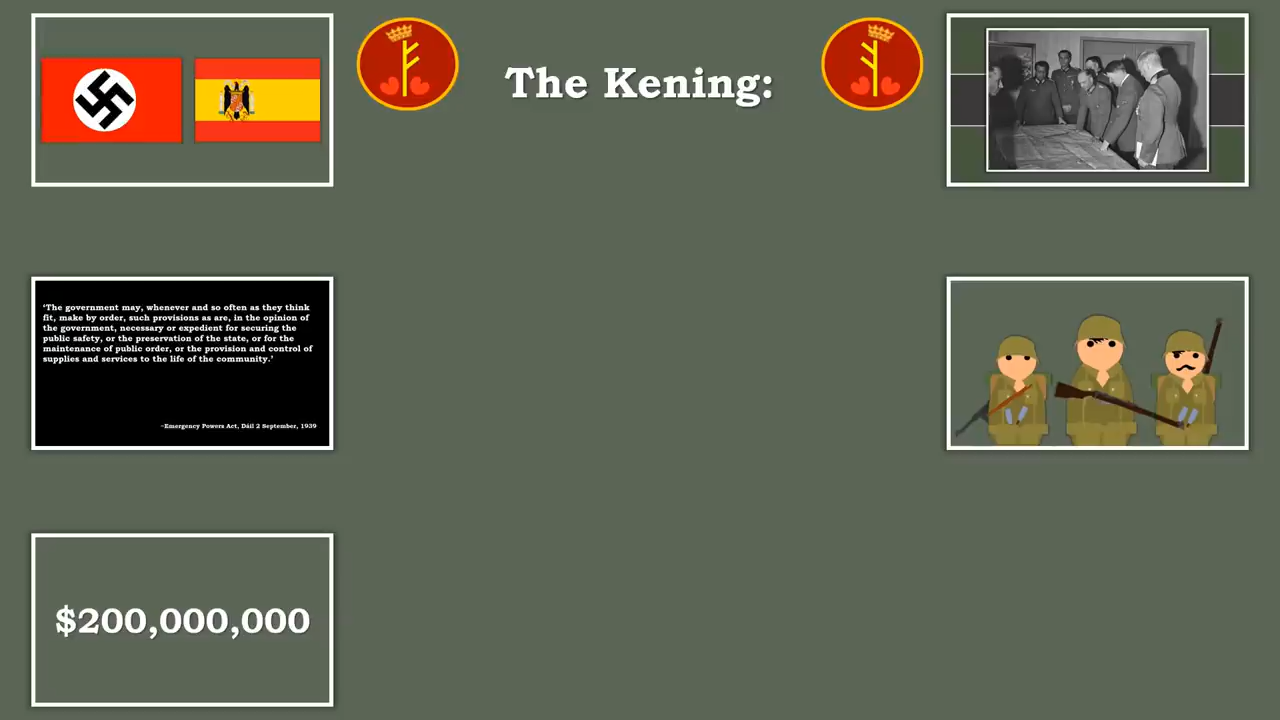 The Kening:
‘The government may, whenever and so often as they think
fit, make by order, such provisions as are, in the opinion of
the government, necessary or expedient for securing the
public safety, or the preservation of the state, or for the
maintenance of public order, or the provision and control of
supplies and services to the life of the community.’
~Emergency Powers Act, Dáil 2 September, 1939
$200,000,000